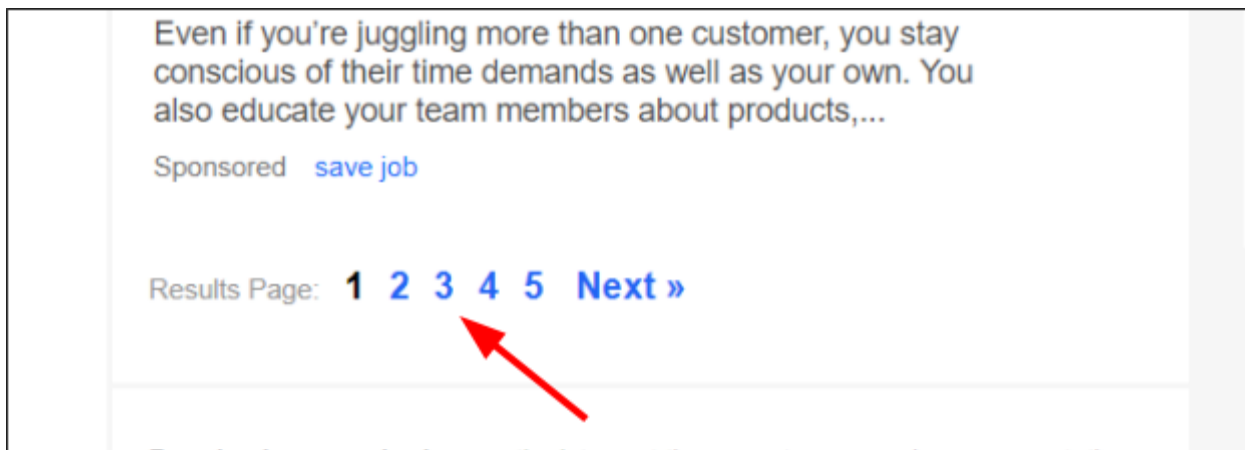 Even if you’re juggling more than one customer, you stay
conscious of their time demands as well as your own. You
also educate your team members about products,...
Sponsored save job
Results Page: 1 2 3 4 5 Next »